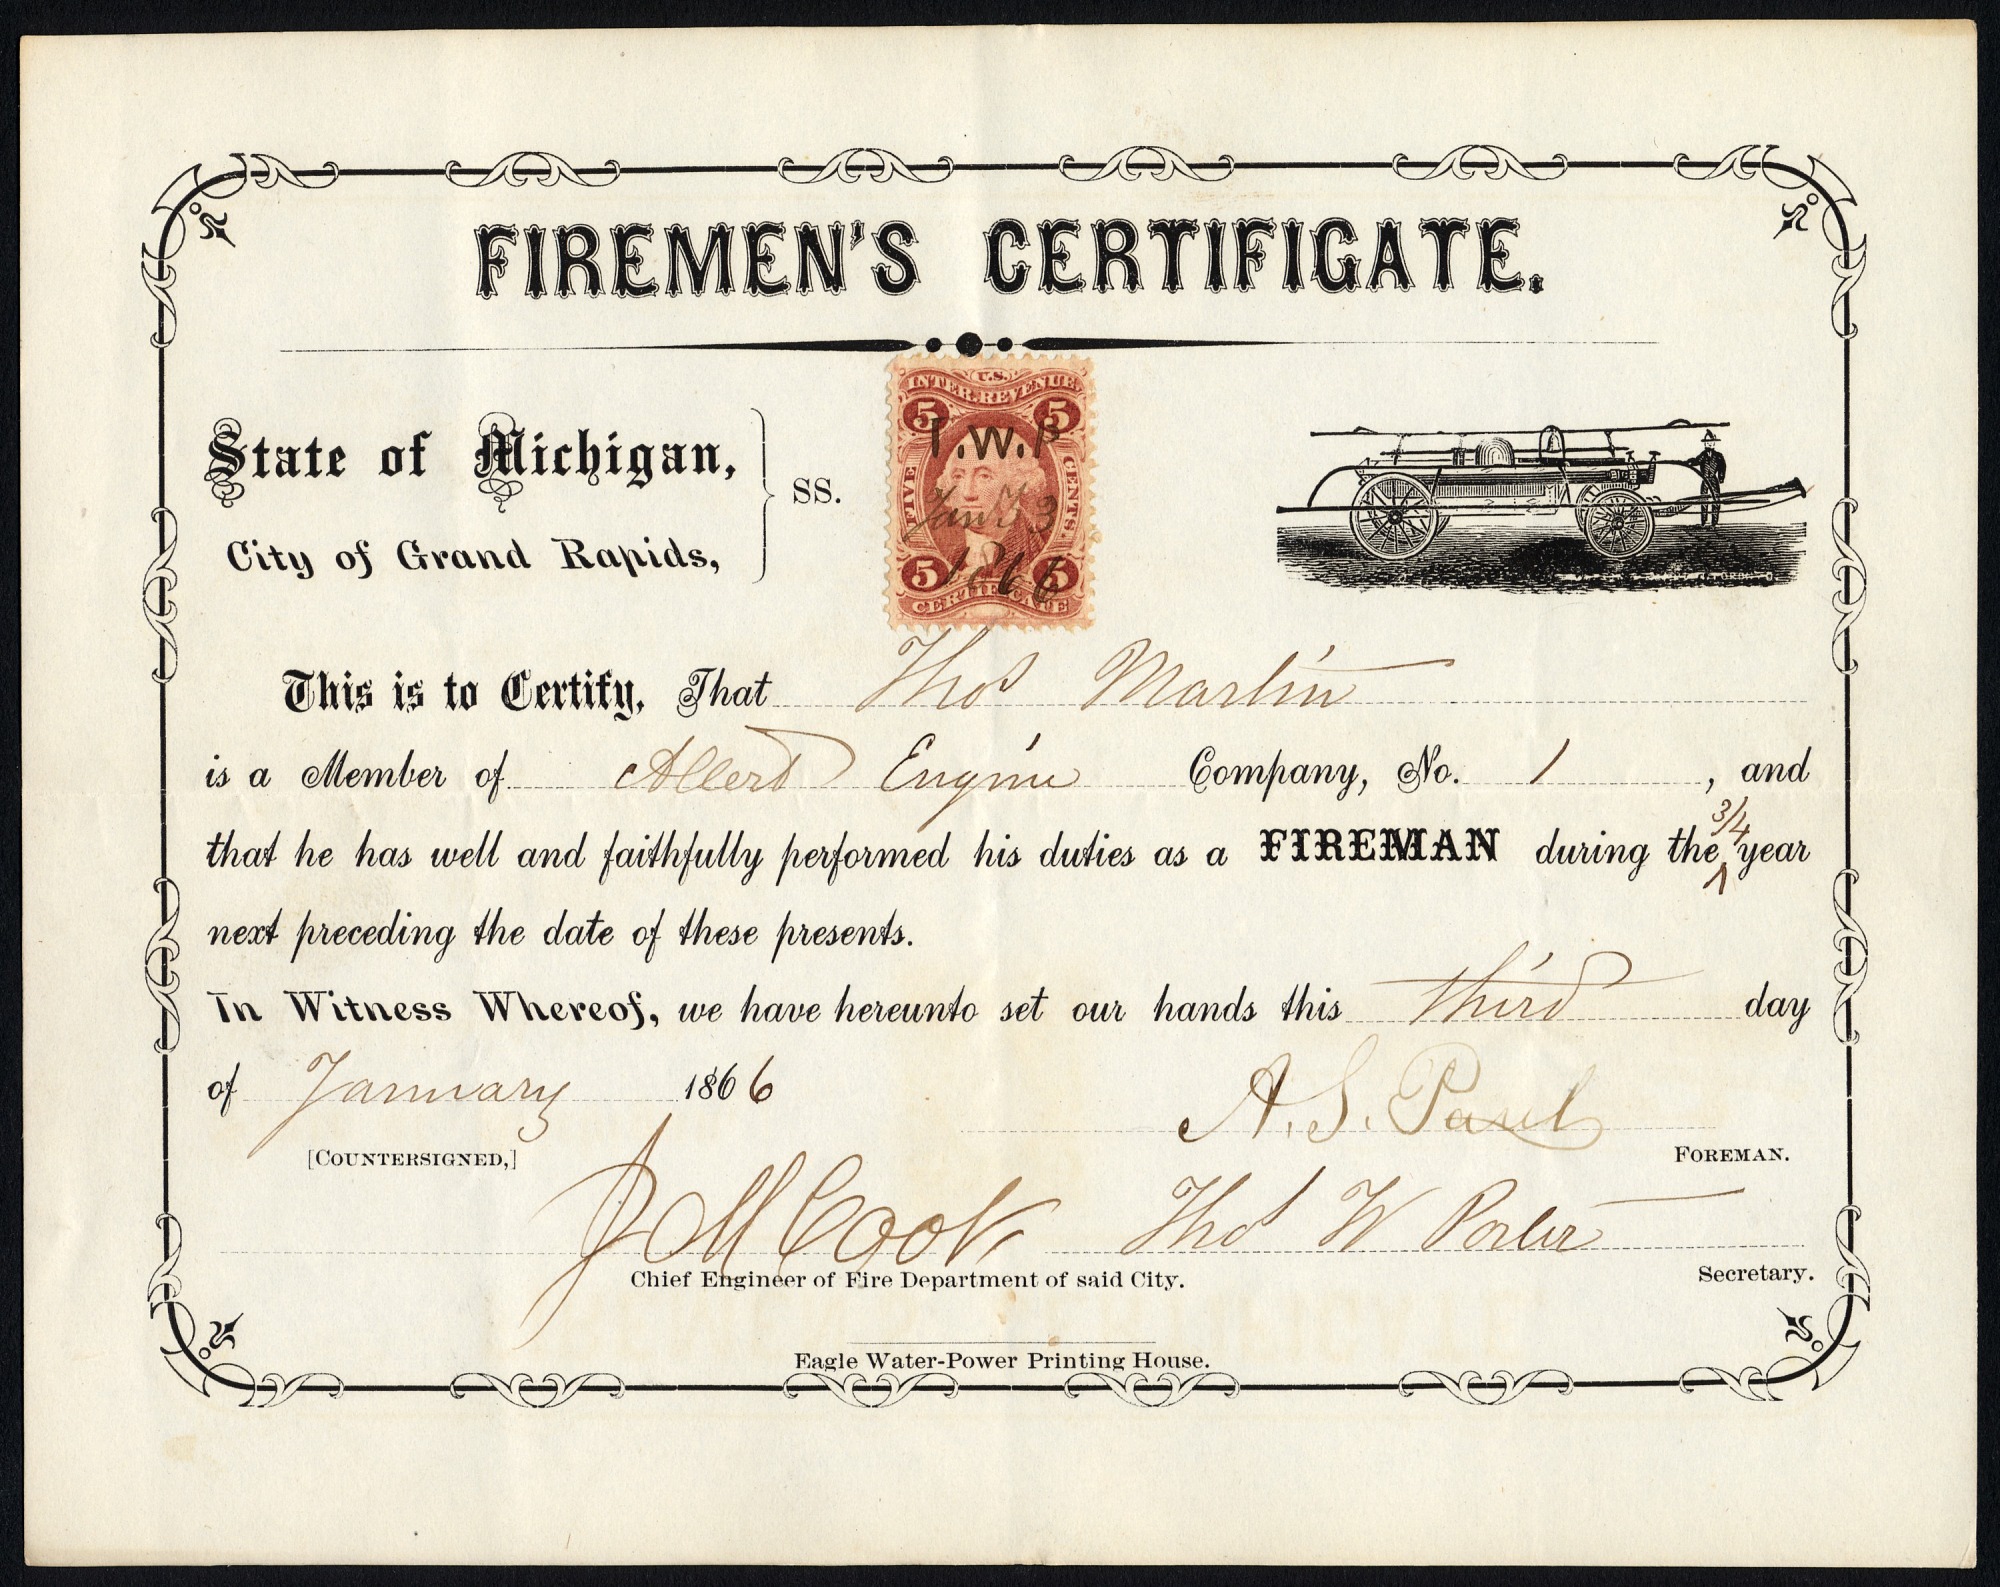 FIREMEN'S CERTIFICATE.
U.S.
INTER. REVENUE
5 5
T.W.P
FIVE CENTS
Jan'y 3
1866
5 5
CERTIFICATE
State of Michigan,
City of Grand Rapids,
SS.
This is to Certify, That Thos Martin
is a Member of Alert Engine Company, No. 1, and
that he has well and faithfully performed his duties as a FIREMAN during the 3/4 year
next preceding the date of these presents.
In Witness Whereof, we have hereunto set our hands this third day
of January 1866
A. S. Paul
[COUNTERSIGNED,]
FOREMAN.
Cook
Thos W Porter
Chief Engineer of Fire Department of said City.
Secretary.
Eagle Water-Power Printing House.